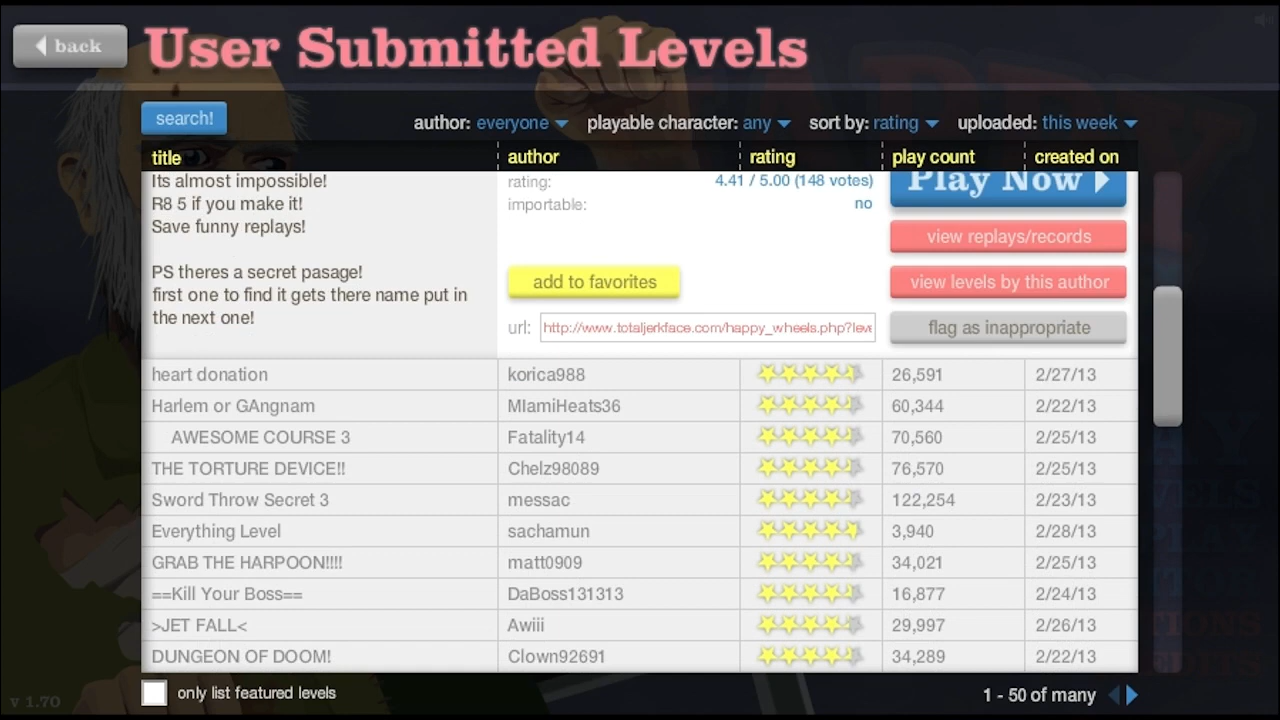 back
User Submitted Levels
search!
author: everyone playable character: any sort by: rating uploaded: this week
title author rating play count created on
Its almost impossible!
R8 5 if you make it!
Save funny replays!
PS theres a secret pasage!
first one to find it gets there name put in
the next one!
rating: 4.41 / 5.00 (148 votes)
importable: no
add to favorites
url: http://www.totaljerkface.com/happy_wheels.php?leve
Play Now
view replays/records
view levels by this author
flag as inappropriate
heart donation korica988 26,591 2/27/13
Harlem or GAngnam MIamiHeats36 60,344 2/22/13
AWESOME COURSE 3 Fatality14 70,560 2/25/13
THE TORTURE DEVICE!! Chelz98089 76,570 2/25/13
Sword Throw Secret 3 messac 122,254 2/23/13
Everything Level sachamun 3,940 2/28/13
GRAB THE HARPOON!!!! matt0909 34,021 2/25/13
==Kill Your Boss== DaBoss131313 16,877 2/24/13
>JET FALL< Awiii 29,997 2/26/13
DUNGEON OF DOOM! Clown92691 34,289 2/22/13
only list featured levels
1 - 50 of many
v 1.70